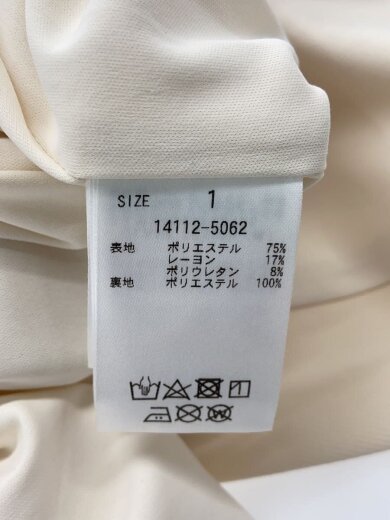 SIZE 1
14112-5062
表地 ポリエステル 75%
レーヨン 17%
ポリウレタン 8%
裏地 ポリエステル 100%